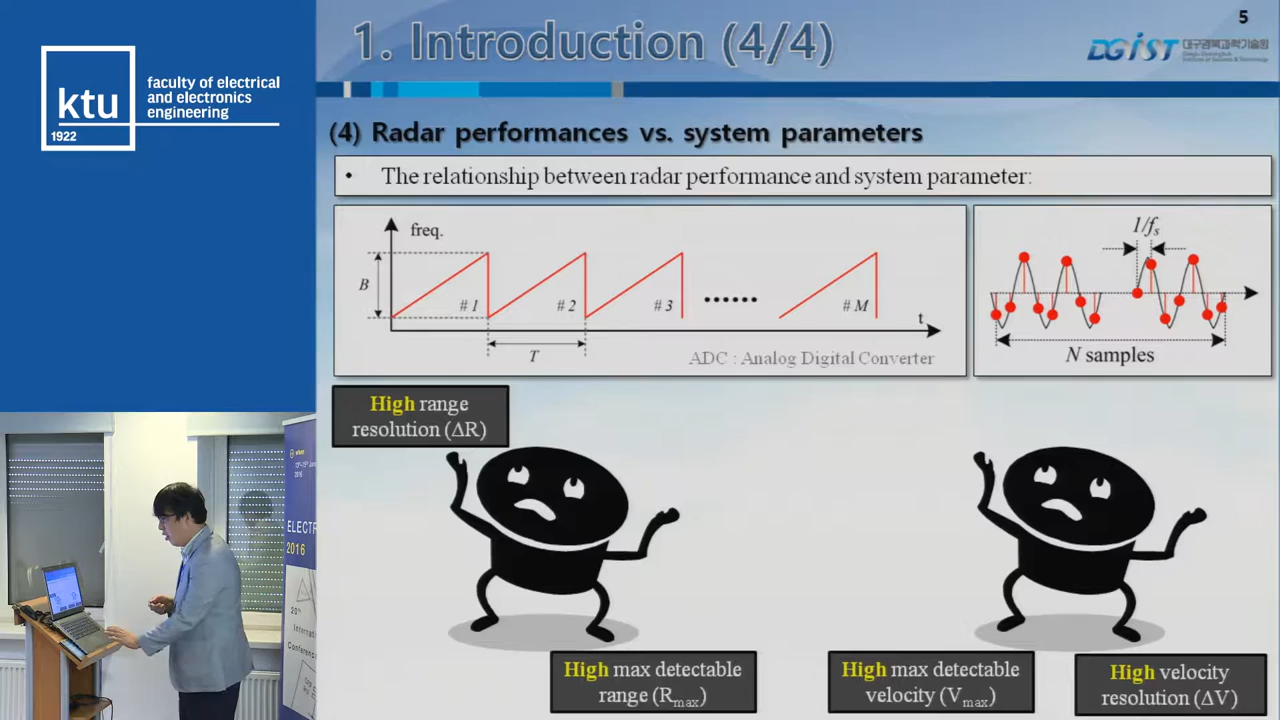 ktu
1922
faculty of electrical
and electronics
engineering
1. Introduction (4/4)
5
DGIST 대구경북과학기술원
(4) Radar performances vs. system parameters
• The relationship between radar performance and system parameter:
freq.
B
# 1
# 2
# 3
# M
t
T
ADC : Analog Digital Converter
1/fs
N samples
High range
resolution (ΔR)
High max detectable
range (Rmax)
High max detectable
velocity (Vmax)
High velocity
resolution (ΔV)
ELECTR
2016
20th
Internat
Conference